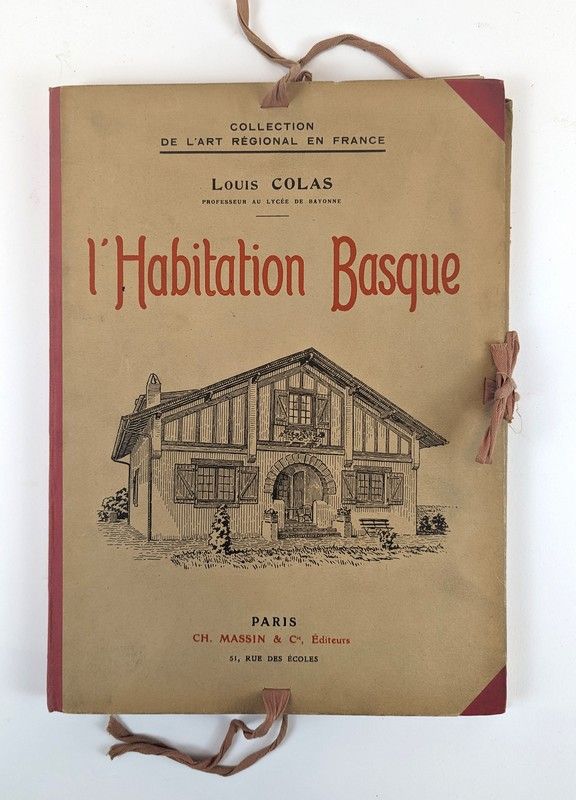 COLLECTION
DE L'ART RÉGIONAL EN FRANCE
LOUIS COLAS
PROFESSEUR AU LYCÉE DE BAYONNE
l'Habitation Basque
PARIS
CH. MASSIN & Cie, Éditeurs
51, RUE DES ÉCOLES